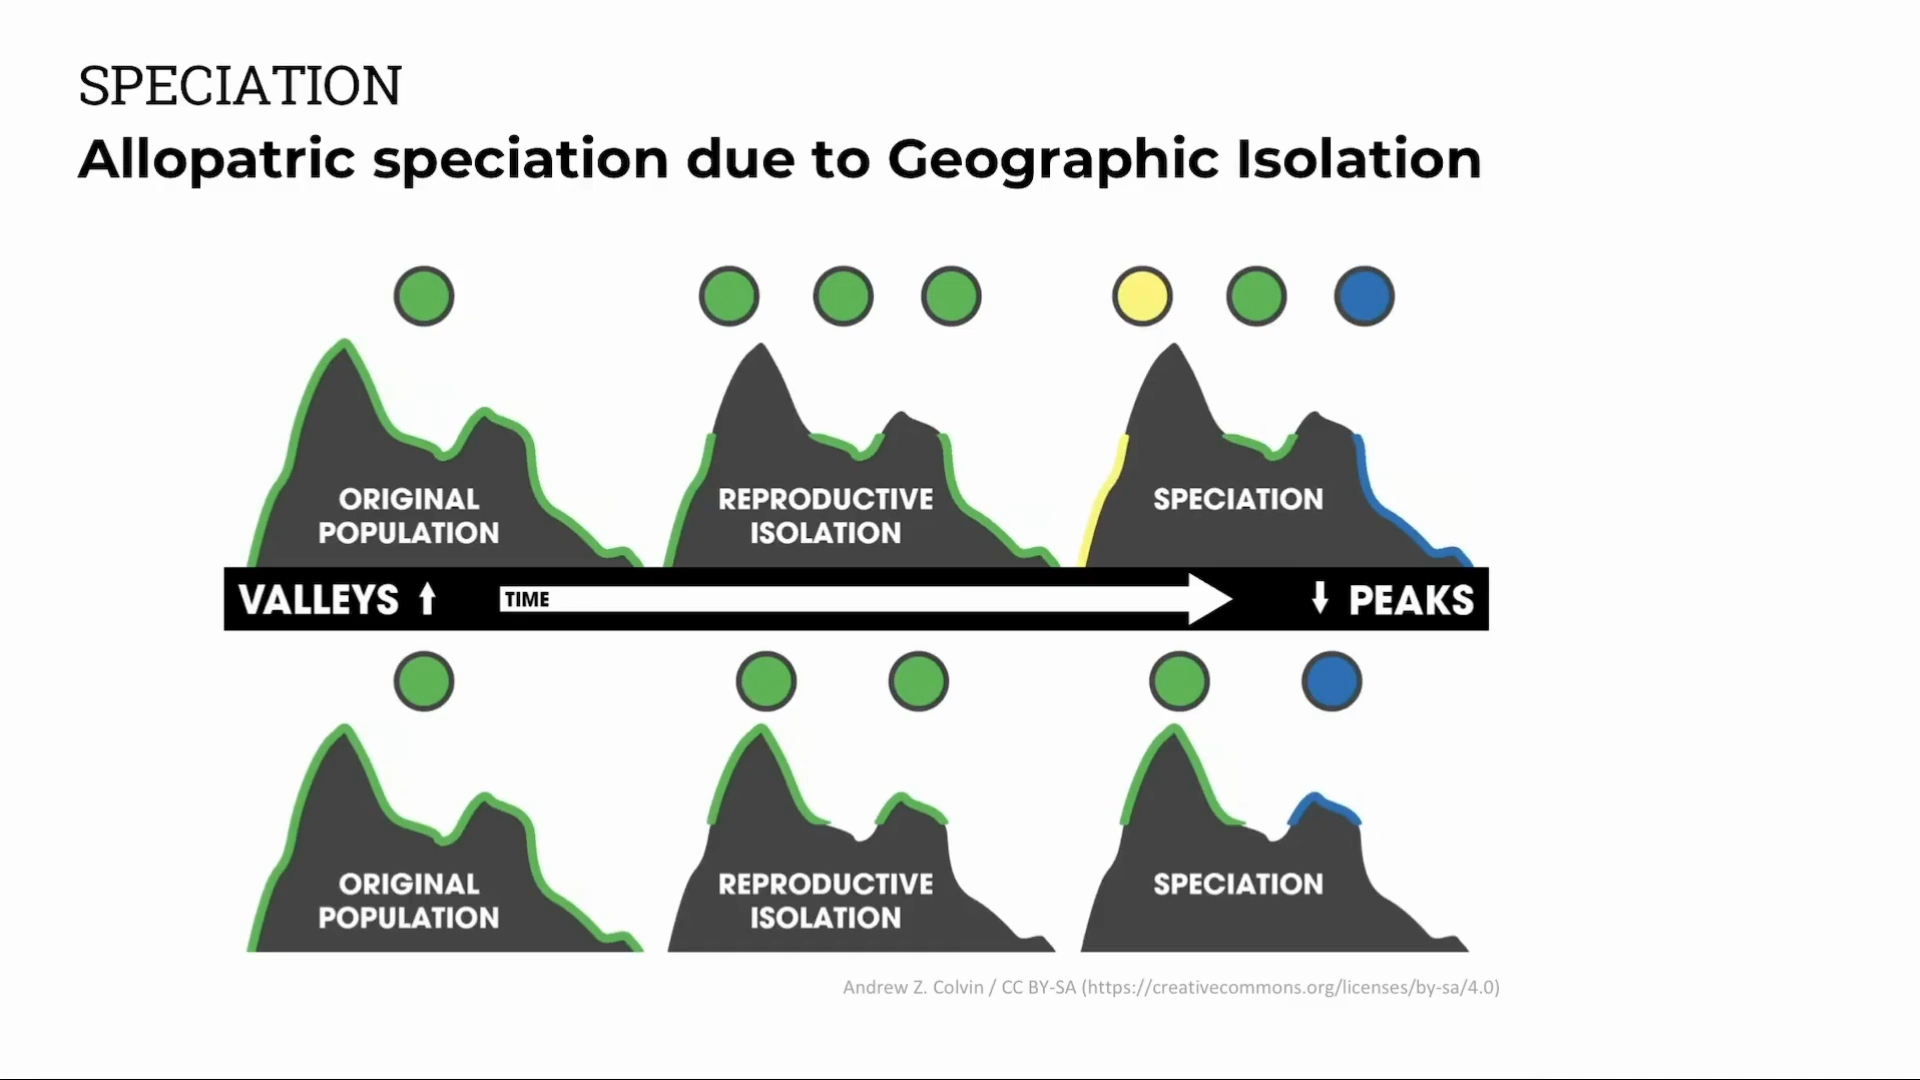 SPECIATION
Allopatric speciation due to Geographic Isolation
ORIGINAL
POPULATION
REPRODUCTIVE
ISOLATION
SPECIATION
VALLEYS ↑
TIME
↓ PEAKS
ORIGINAL
POPULATION
REPRODUCTIVE
ISOLATION
SPECIATION
Andrew Z. Colvin / CC BY-SA (https://creativecommons.org/licenses/by-sa/4.0)